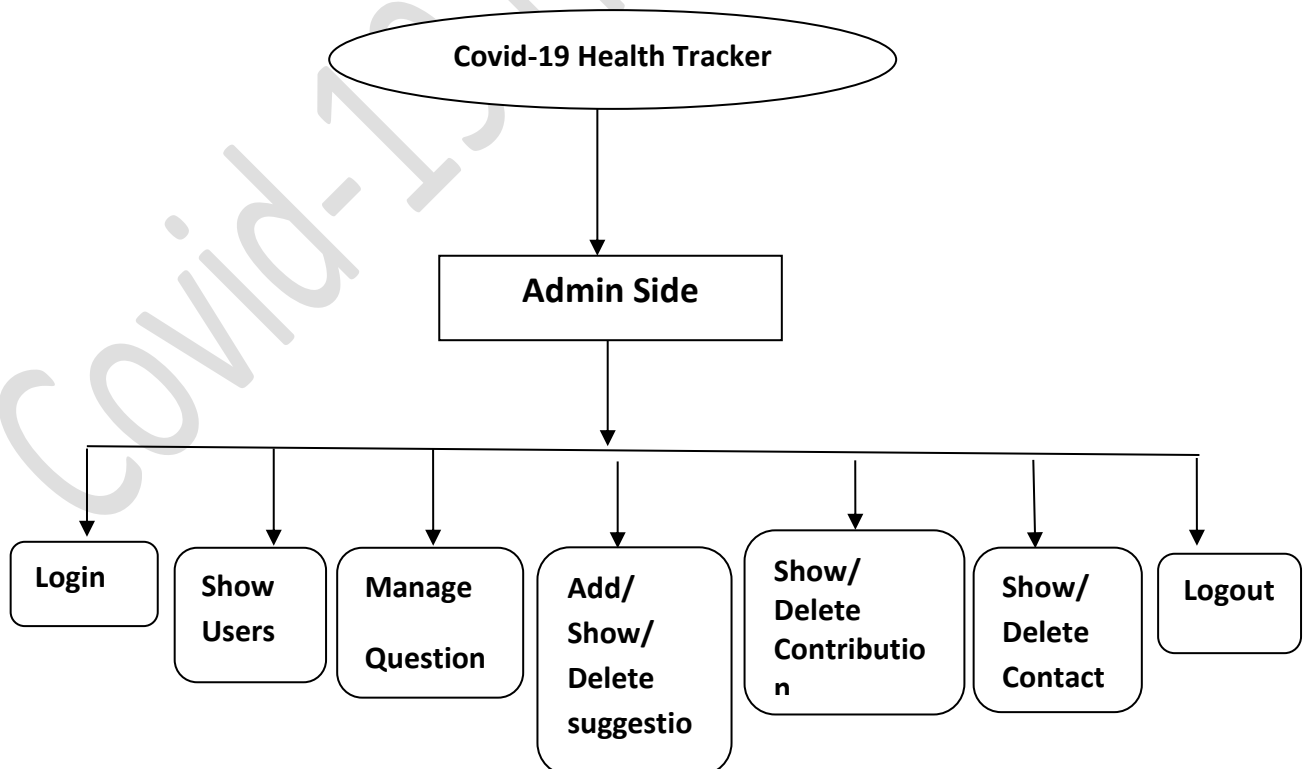 Covid-19 Health Tracker
Admin Side
Login
Show
Users
Manage
Question
Add/
Show/
Delete
suggestio
Show/
Delete
Contributio
n
Show/
Delete
Contact
Logout
Covid-19